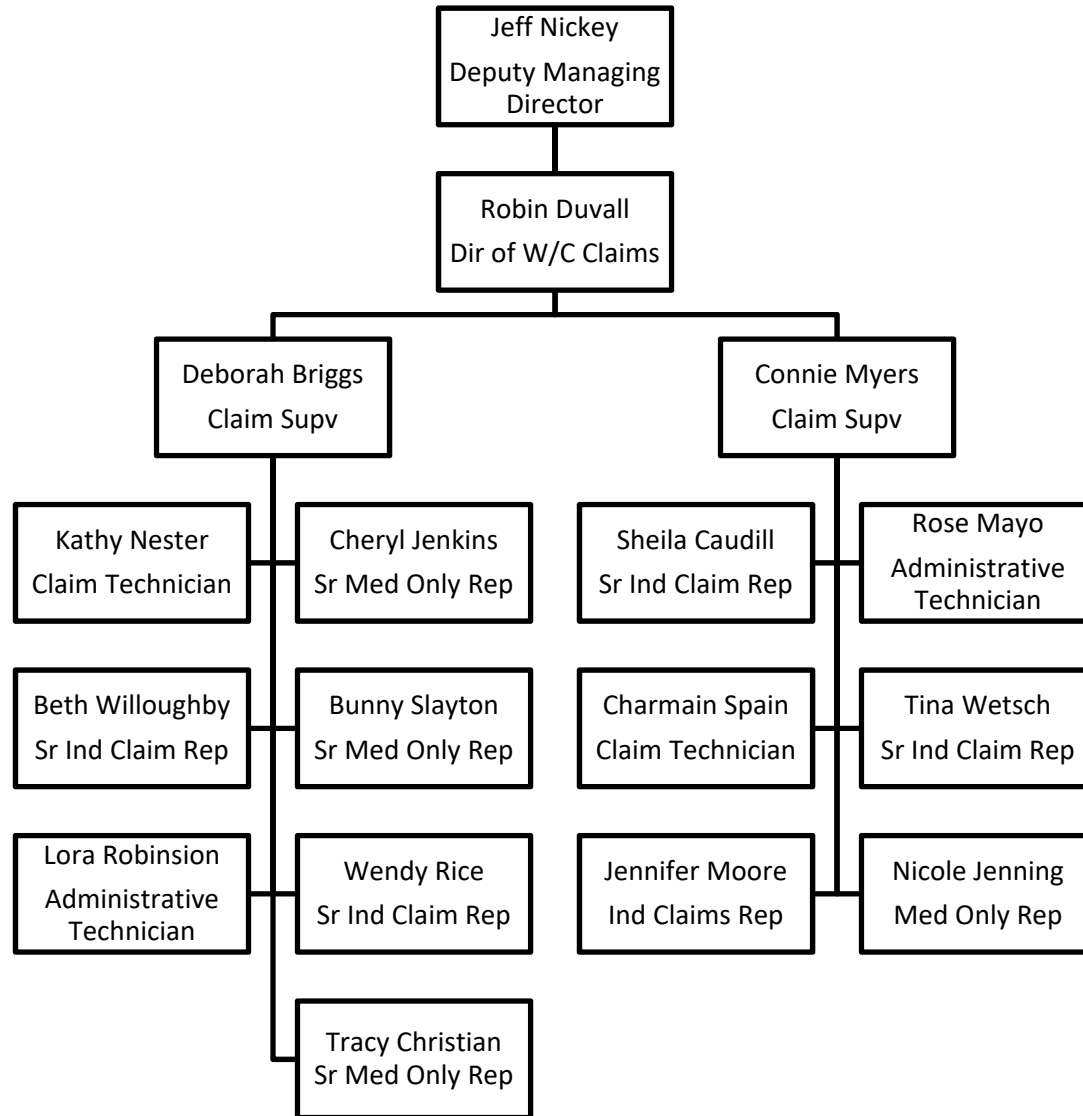 Jeff Nickey
Deputy Managing
Director
Robin Duvall
Dir of W/C Claims
Deborah Briggs
Claim Supv
Connie Myers
Claim Supv
Kathy Nester
Claim Technician
Cheryl Jenkins
Sr Med Only Rep
Sheila Caudill
Sr Ind Claim Rep
Rose Mayo
Administrative
Technician
Beth Willoughby
Sr Ind Claim Rep
Bunny Slayton
Sr Med Only Rep
Charmain Spain
Claim Technician
Tina Wetsch
Sr Ind Claim Rep
Lora Robinsion
Administrative
Technician
Wendy Rice
Sr Ind Claim Rep
Jennifer Moore
Ind Claims Rep
Nicole Jenning
Med Only Rep
Tracy Christian
Sr Med Only Rep